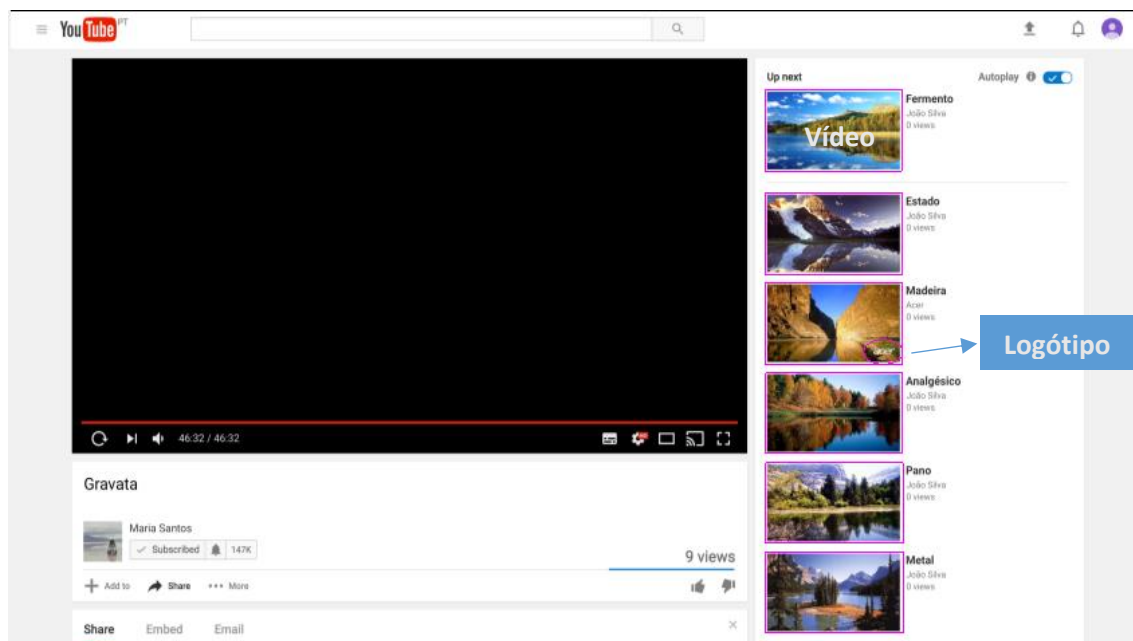 YouTube PT
Up next
Autoplay
Fermento
João Silva
0 views
Vídeo
Estado
João Silva
0 views
Madeira
Acer
0 views
acer
Logótipo
Analgésico
João Silva
0 views
Pano
João Silva
0 views
Metal
João Silva
0 views
46:32 / 46:32
Gravata
Maria Santos
Subscribed 147K
9 views
Add to Share More
Share Embed Email